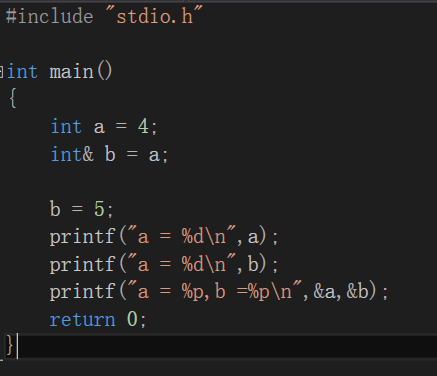 #include "stdio.h"
int main()
{
int a = 4;
int& b = a;
b = 5;
printf("a = %d\n",a);
printf("a = %d\n",b);
printf("a = %p,b =%p\n",&a,&b);
return 0;
}